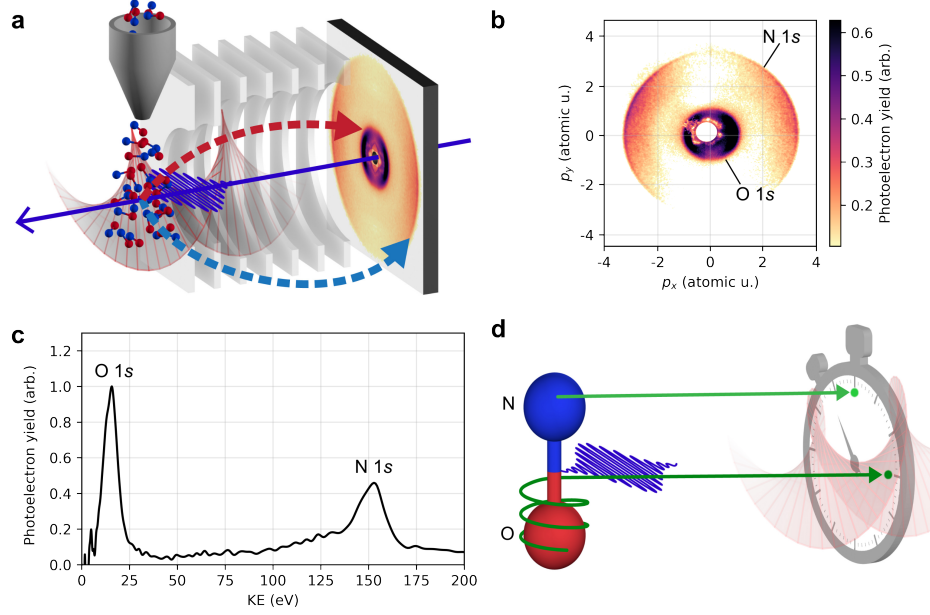 a
b
N 1s
O 1s
4
2
0
-2
-4
-4
-2
0
2
4
p_y (atomic u.)
p_x (atomic u.)
0.6
0.5
0.4
0.3
0.2
Photoelectron yield (arb.)
c
O 1s
N 1s
1.2
1.0
0.8
0.6
0.4
0.2
0.0
0
25
50
75
100
125
150
175
200
Photoelectron yield (arb.)
KE (eV)
d
N
O